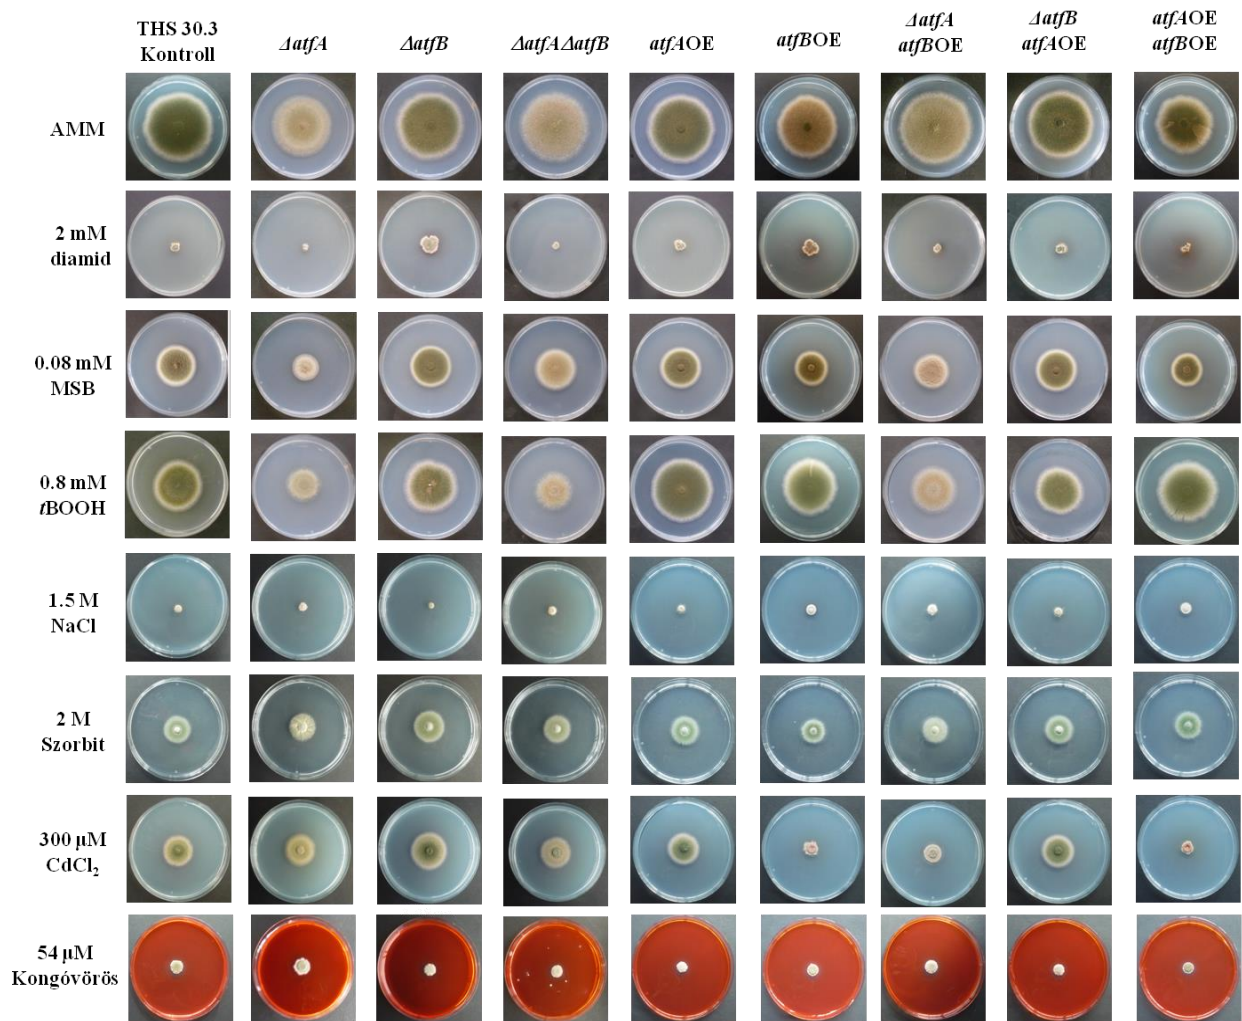 THS 30.3
Kontroll
ΔatfA
ΔatfB
ΔatfAΔatfB
atfAOE
atfBOE
ΔatfA
atfBOE
ΔatfB
atfAOE
atfAOE
atfBOE
AMM
2 mM
diamid
0.08 mM
MSB
0.8 mM
tBOOH
1.5 M
NaCl
2 M
Szorbit
300 µM
CdCl₂
54 µM
Kongóvörös